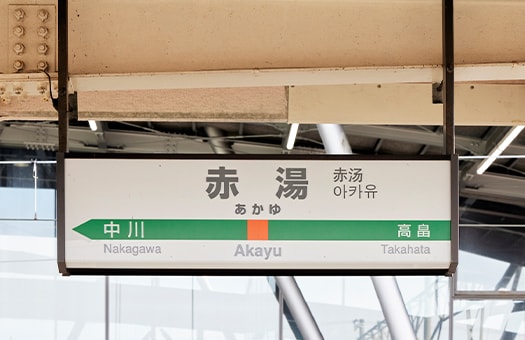 赤湯
赤汤
아카유
あかゆ
中川
高畠
Nakagawa
Akayu
Takahata